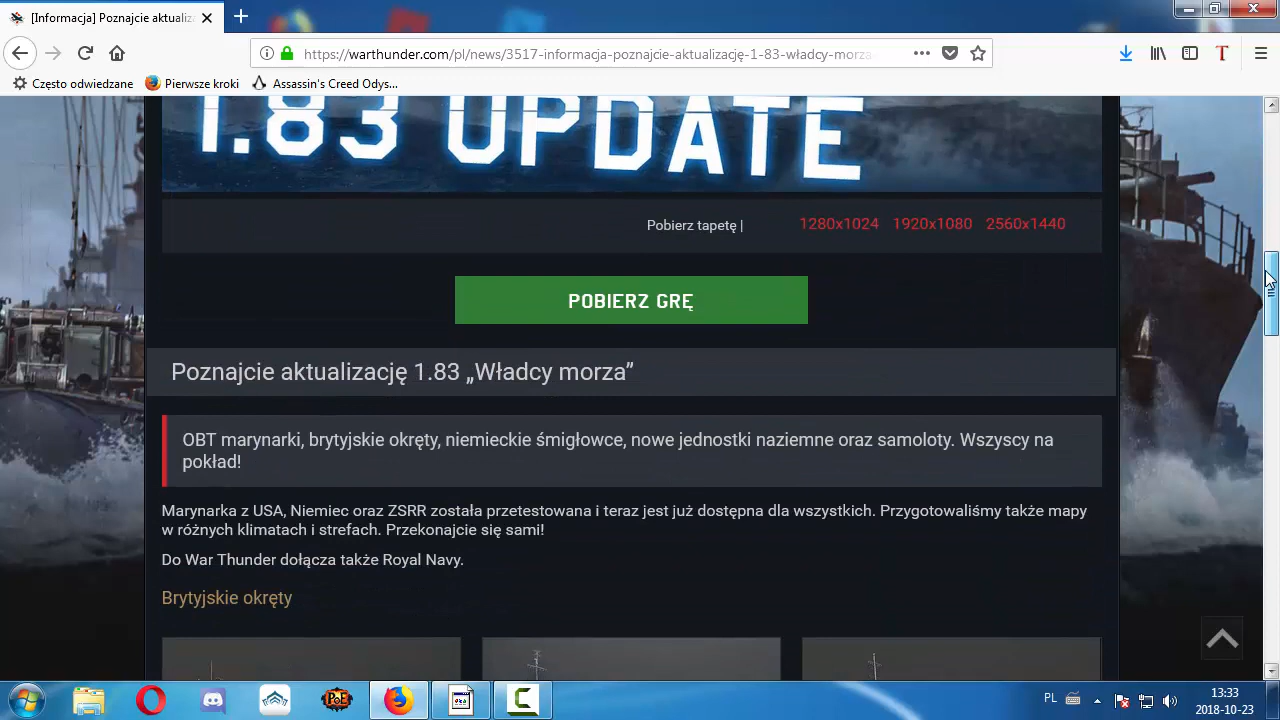 [Informacja] Poznajcie aktualiz
https://warthunder.com/pl/news/3517-informacja-poznajcie-aktualizację-1-83-władcy-morza
Często odwiedzane
Pierwsze kroki
Assassin's Creed Odys...
1.83 UPDATE
Pobierz tapetę |
1280x1024 1920x1080 2560x1440
POBIERZ GRĘ
Poznajcie aktualizację 1.83 „Władcy morza”
OBT marynarki, brytyjskie okręty, niemieckie śmigłowce, nowe jednostki naziemne oraz samoloty. Wszyscy na
pokład!
Marynarka z USA, Niemiec oraz ZSRR została przetestowana i teraz jest już dostępna dla wszystkich. Przygotowaliśmy także mapy
w różnych klimatach i strefach. Przekonajcie się sami!
Do War Thunder dołącza także Royal Navy.
Brytyjskie okręty
PoE
PL
13:33
2018-10-23